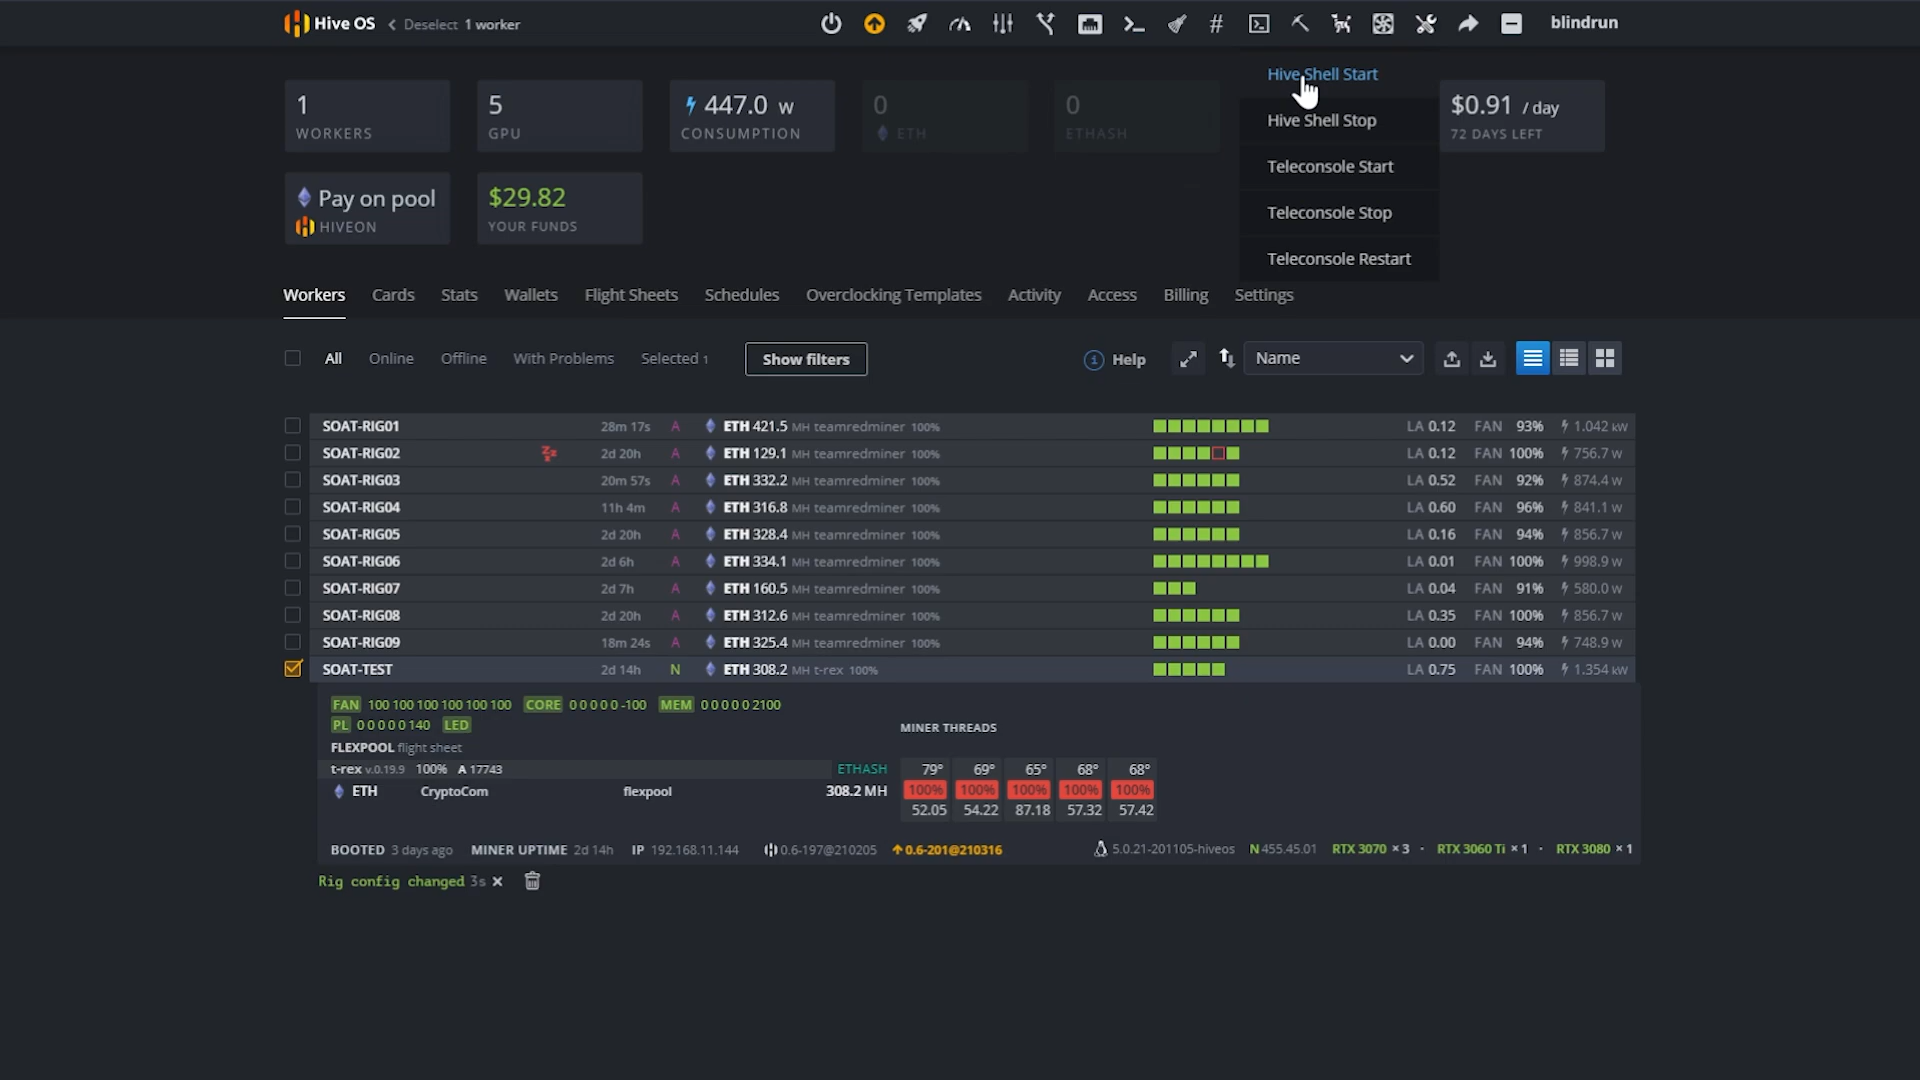 Hive OS Deselect 1 worker # blindrun
Hive Shell Start
Hive Shell Stop
Teleconsole Start
Teleconsole Stop
Teleconsole Restart
1
WORKERS
5
GPU
447.0 W
CONSUMPTION
0
ETH
0
ETHASH
$0.91 / day
72 DAYS LEFT
Pay on pool
HIVEON
$29.82
YOUR FUNDS
Workers Cards Stats Wallets Flight Sheets Schedules Overclocking Templates Activity Access Billing Settings
All Online Offline With Problems Selected 1 Show filters Help Name
SOAT-RIG01 28m 17s A ETH 421.5 MH teamredminer 100% LA 0.12 FAN 93% 1.042 kW
SOAT-RIG02 2d 20h A ETH 129.1 MH teamredminer 100% LA 0.12 FAN 100% 756.7 W
SOAT-RIG03 20m 57s A ETH 332.2 MH teamredminer 100% LA 0.52 FAN 92% 874.4 W
SOAT-RIG04 11h 4m A ETH 316.8 MH teamredminer 100% LA 0.60 FAN 96% 841.1 W
SOAT-RIG05 2d 20h A ETH 328.4 MH teamredminer 100% LA 0.16 FAN 94% 856.7 W
SOAT-RIG06 2d 6h A ETH 334.1 MH teamredminer 100% LA 0.01 FAN 100% 998.9 W
SOAT-RIG07 2d 7h A ETH 160.5 MH teamredminer 100% LA 0.04 FAN 91% 580.0 W
SOAT-RIG08 2d 20h A ETH 312.6 MH teamredminer 100% LA 0.35 FAN 100% 856.7 W
SOAT-RIG09 18m 24s A ETH 325.4 MH teamredminer 100% LA 0.00 FAN 94% 748.9 W
SOAT-TEST 2d 14h N ETH 308.2 MH t-rex 100% LA 0.75 FAN 100% 1.354 kW
FAN 100 100 100 100 100 100 CORE 0 0 0 0 0 -100 MEM 0 0 0 0 0 2100
PL 0 0 0 0 0 140 LED
MINER THREADS
FLEXPOOL flight sheet
t-rex v.0.19.9 100% A 17743 ETHASH 79° 69° 65° 68° 68°
ETH CryptoCom flexpool 308.2 MH 100% 100% 100% 100% 100%
52.05 54.22 87.18 57.32 57.42
BOOTED 3 days ago MINER UPTIME 2d 14h IP 192.168.11.144 0.6-197@210205 0.6-201@210316 5.0.21-201105-hiveos N 455.45.01 RTX 3070 × 3 · RTX 3060 Ti × 1 · RTX 3080 × 1
Rig config changed 3s ×